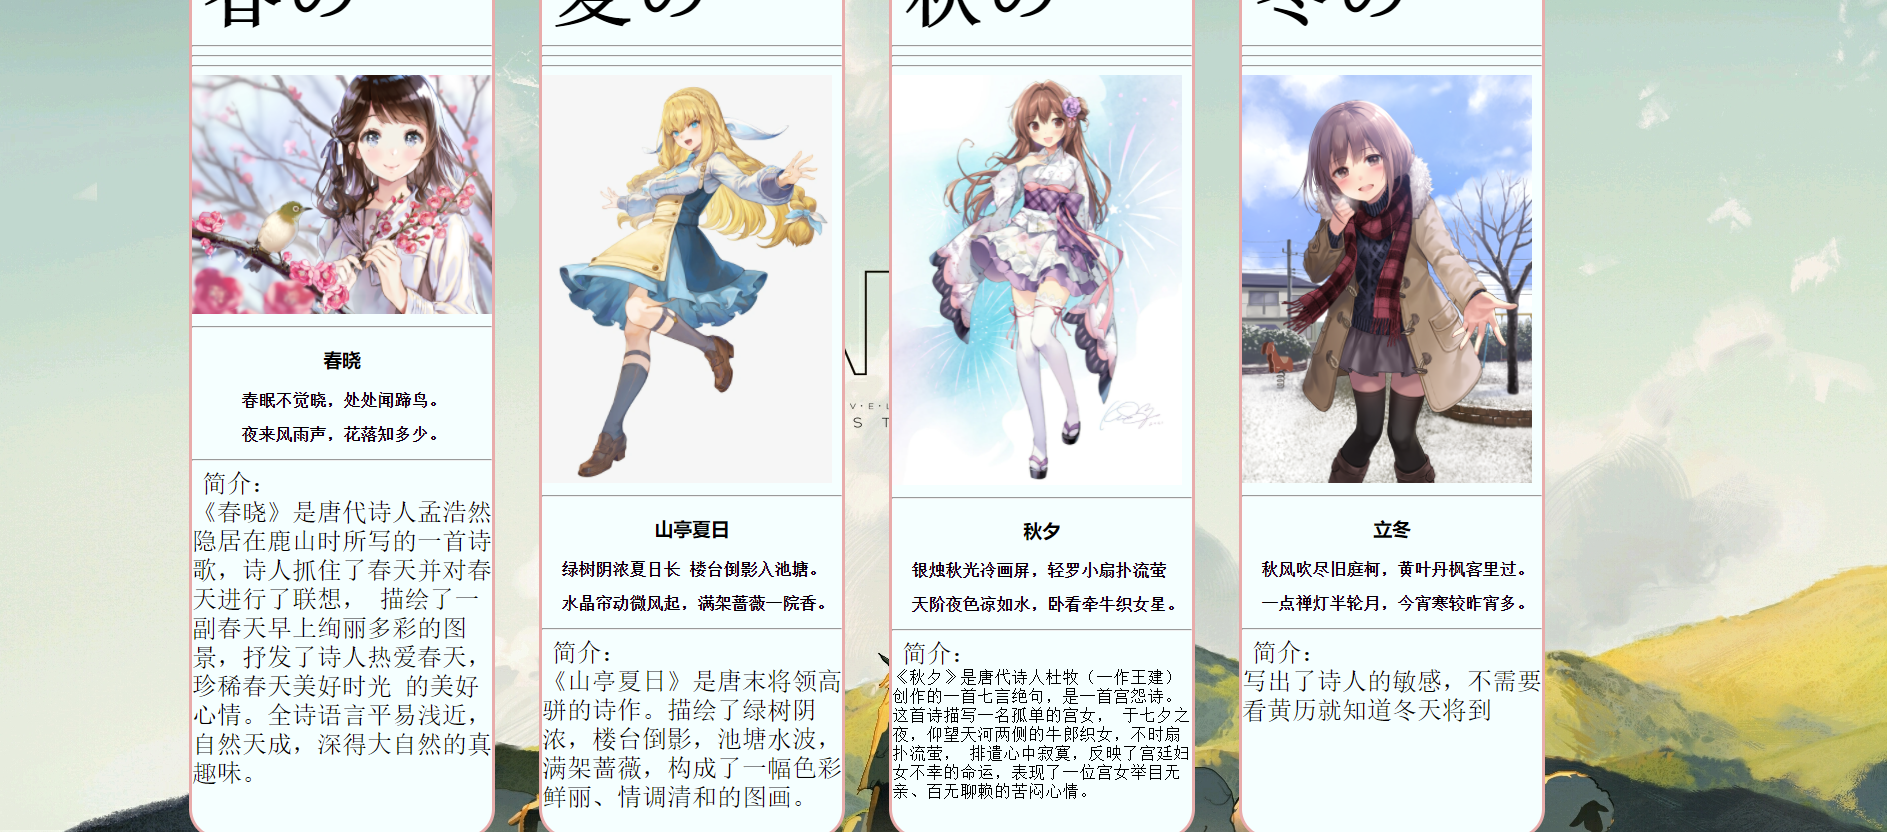 春の
夏の
秋の
冬の
春晓
春眠不觉晓，处处闻蹄鸟。
夜来风雨声，花落知多少。
简介：
《春晓》是唐代诗人孟浩然
隐居在鹿山时所写的一首诗
歌，诗人抓住了春天并对春
天进行了联想， 描绘了一
副春天早上绚丽多彩的图
景，抒发了诗人热爱春天，
珍稀春天美好时光 的美好
心情。全诗语言平易浅近，
自然天成，深得大自然的真
趣味。
山亭夏日
绿树阴浓夏日长 楼台倒影入池塘。
水晶帘动微风起，满架蔷薇一院香。
简介：
《山亭夏日》是唐末将领高
骈的诗作。描绘了绿树阴
浓，楼台倒影，池塘水波，
满架蔷薇，构成了一幅色彩
鲜丽、情调清和的图画。
秋夕
银烛秋光冷画屏，轻罗小扇扑流萤
天阶夜色凉如水，卧看牵牛织女星。
简介：
《秋夕》是唐代诗人杜牧（一作王建）
创作的一首七言绝句，是一首宫怨诗。
这首诗描写一名孤单的宫女， 于七夕之
夜，仰望天河两侧的牛郎织女，不时扇
扑流萤， 排遣心中寂寞，反映了宫廷妇
女不幸的命运，表现了一位宫女举目无
亲、百无聊赖的苦闷心情。
立冬
秋风吹尽旧庭柯，黄叶丹枫客里过。
一点禅灯半轮月，今宵寒较昨宵多。
简介：
写出了诗人的敏感，不需要
看黄历就知道冬天将到
V·E·L
S T